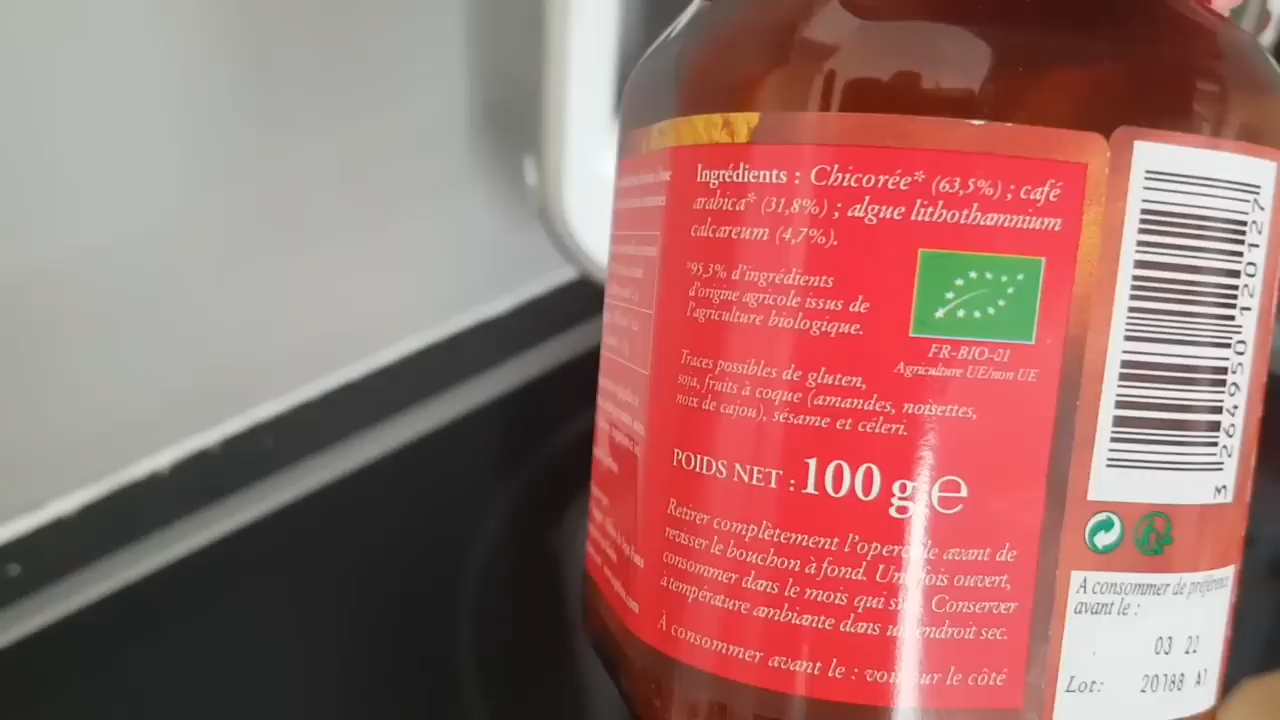 Ingrédients : Chicorée* (63,5%) ; café
arabica* (31,8%) ; algue lithothamnium
calcareum (4,7%).
*95,3% d'ingrédients
d'origine agricole issus de
l'agriculture biologique.
FR-BIO-01
Agriculture UE/non UE
Traces possibles de gluten,
soja, fruits à coque (amandes, noisettes,
noix de cajou), sésame et céleri.
POIDS NET : 100 g e
Retirer complètement l'opercule avant de
revisser le bouchon à fond. Une fois ouvert,
consommer dans le mois qui suit. Conserver
à température ambiante dans un endroit sec.
À consommer avant le : voir sur le côté
3 264950 120127
A consommer de préférence
avant le :
03 22
Lot: 20188 A1